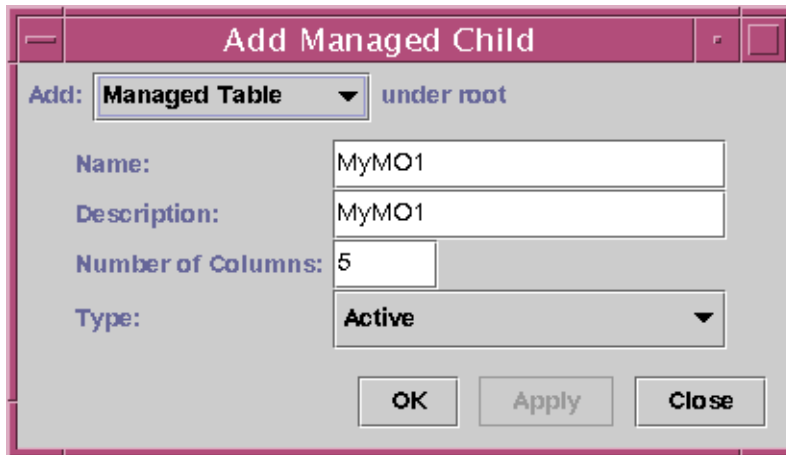 Add Managed Child
Add: Managed Table under root
Name: MyMO1
Description: MyMO1
Number of Columns: 5
Type: Active
OK Apply Close